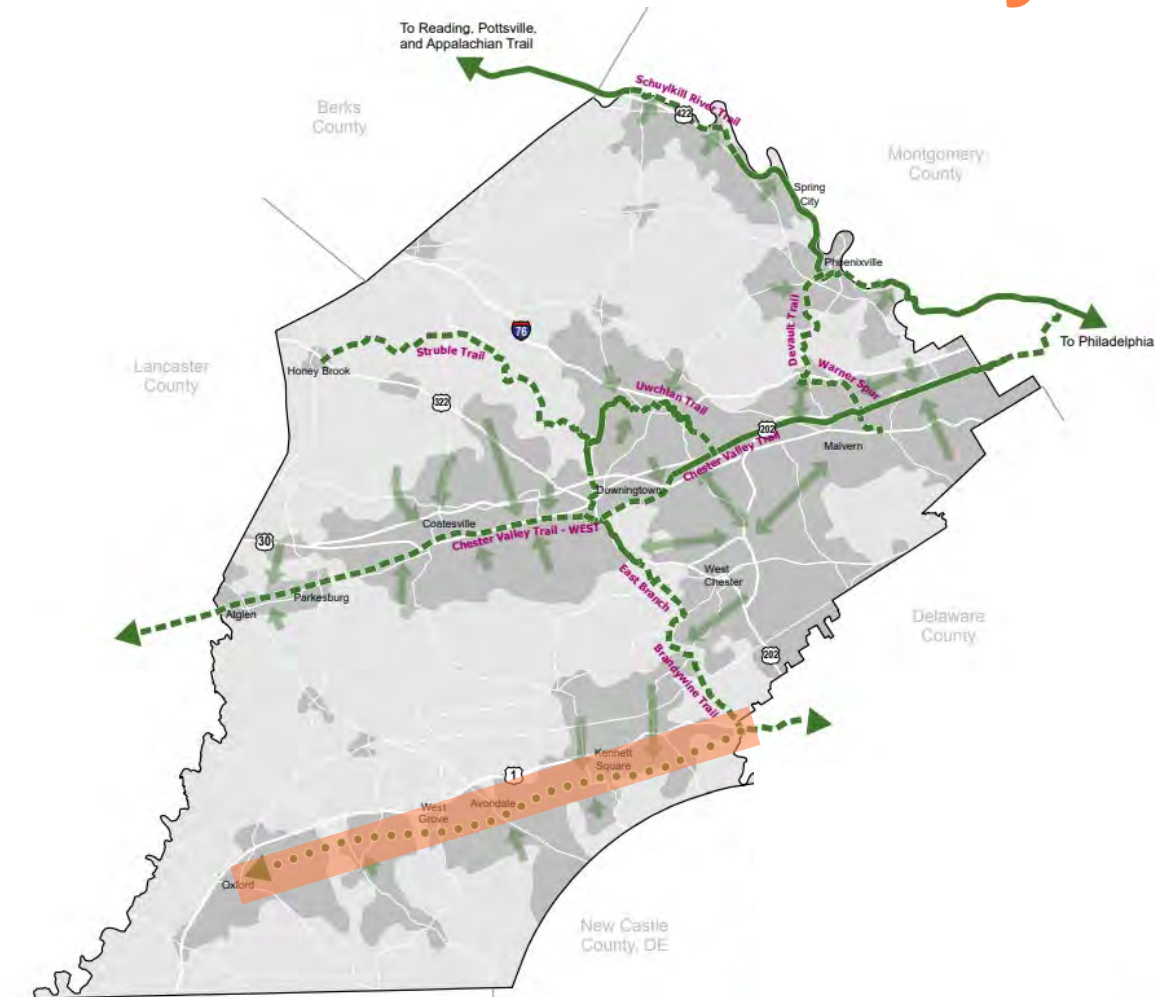 To Reading, Pottsville,
and Appalachian Trail
Schuylkill River Trail
422
Berks
County
Montgomery
County
Spring
City
Phoenixville
Devault Trail
To Philadelphia
76
Struble Trail
Honey Brook
Lancaster
County
Warner Spur
Uwchlan Trail
322
202
Malvern
Chester Valley Trail
Downingtown
Coatesville
Chester Valley Trail - WEST
30
West
Chester
East Branch
Parkesburg
Atglen
Delaware
County
202
Brandywine Trail
Kennett
Square
1
Avondale
West
Grove
Oxford
New Castle
County, DE